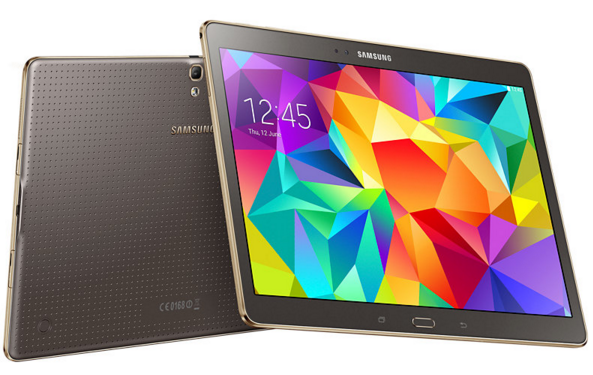 SAMSUNG
SAMSUNG
12:45
Thu, 12 June
CE0168